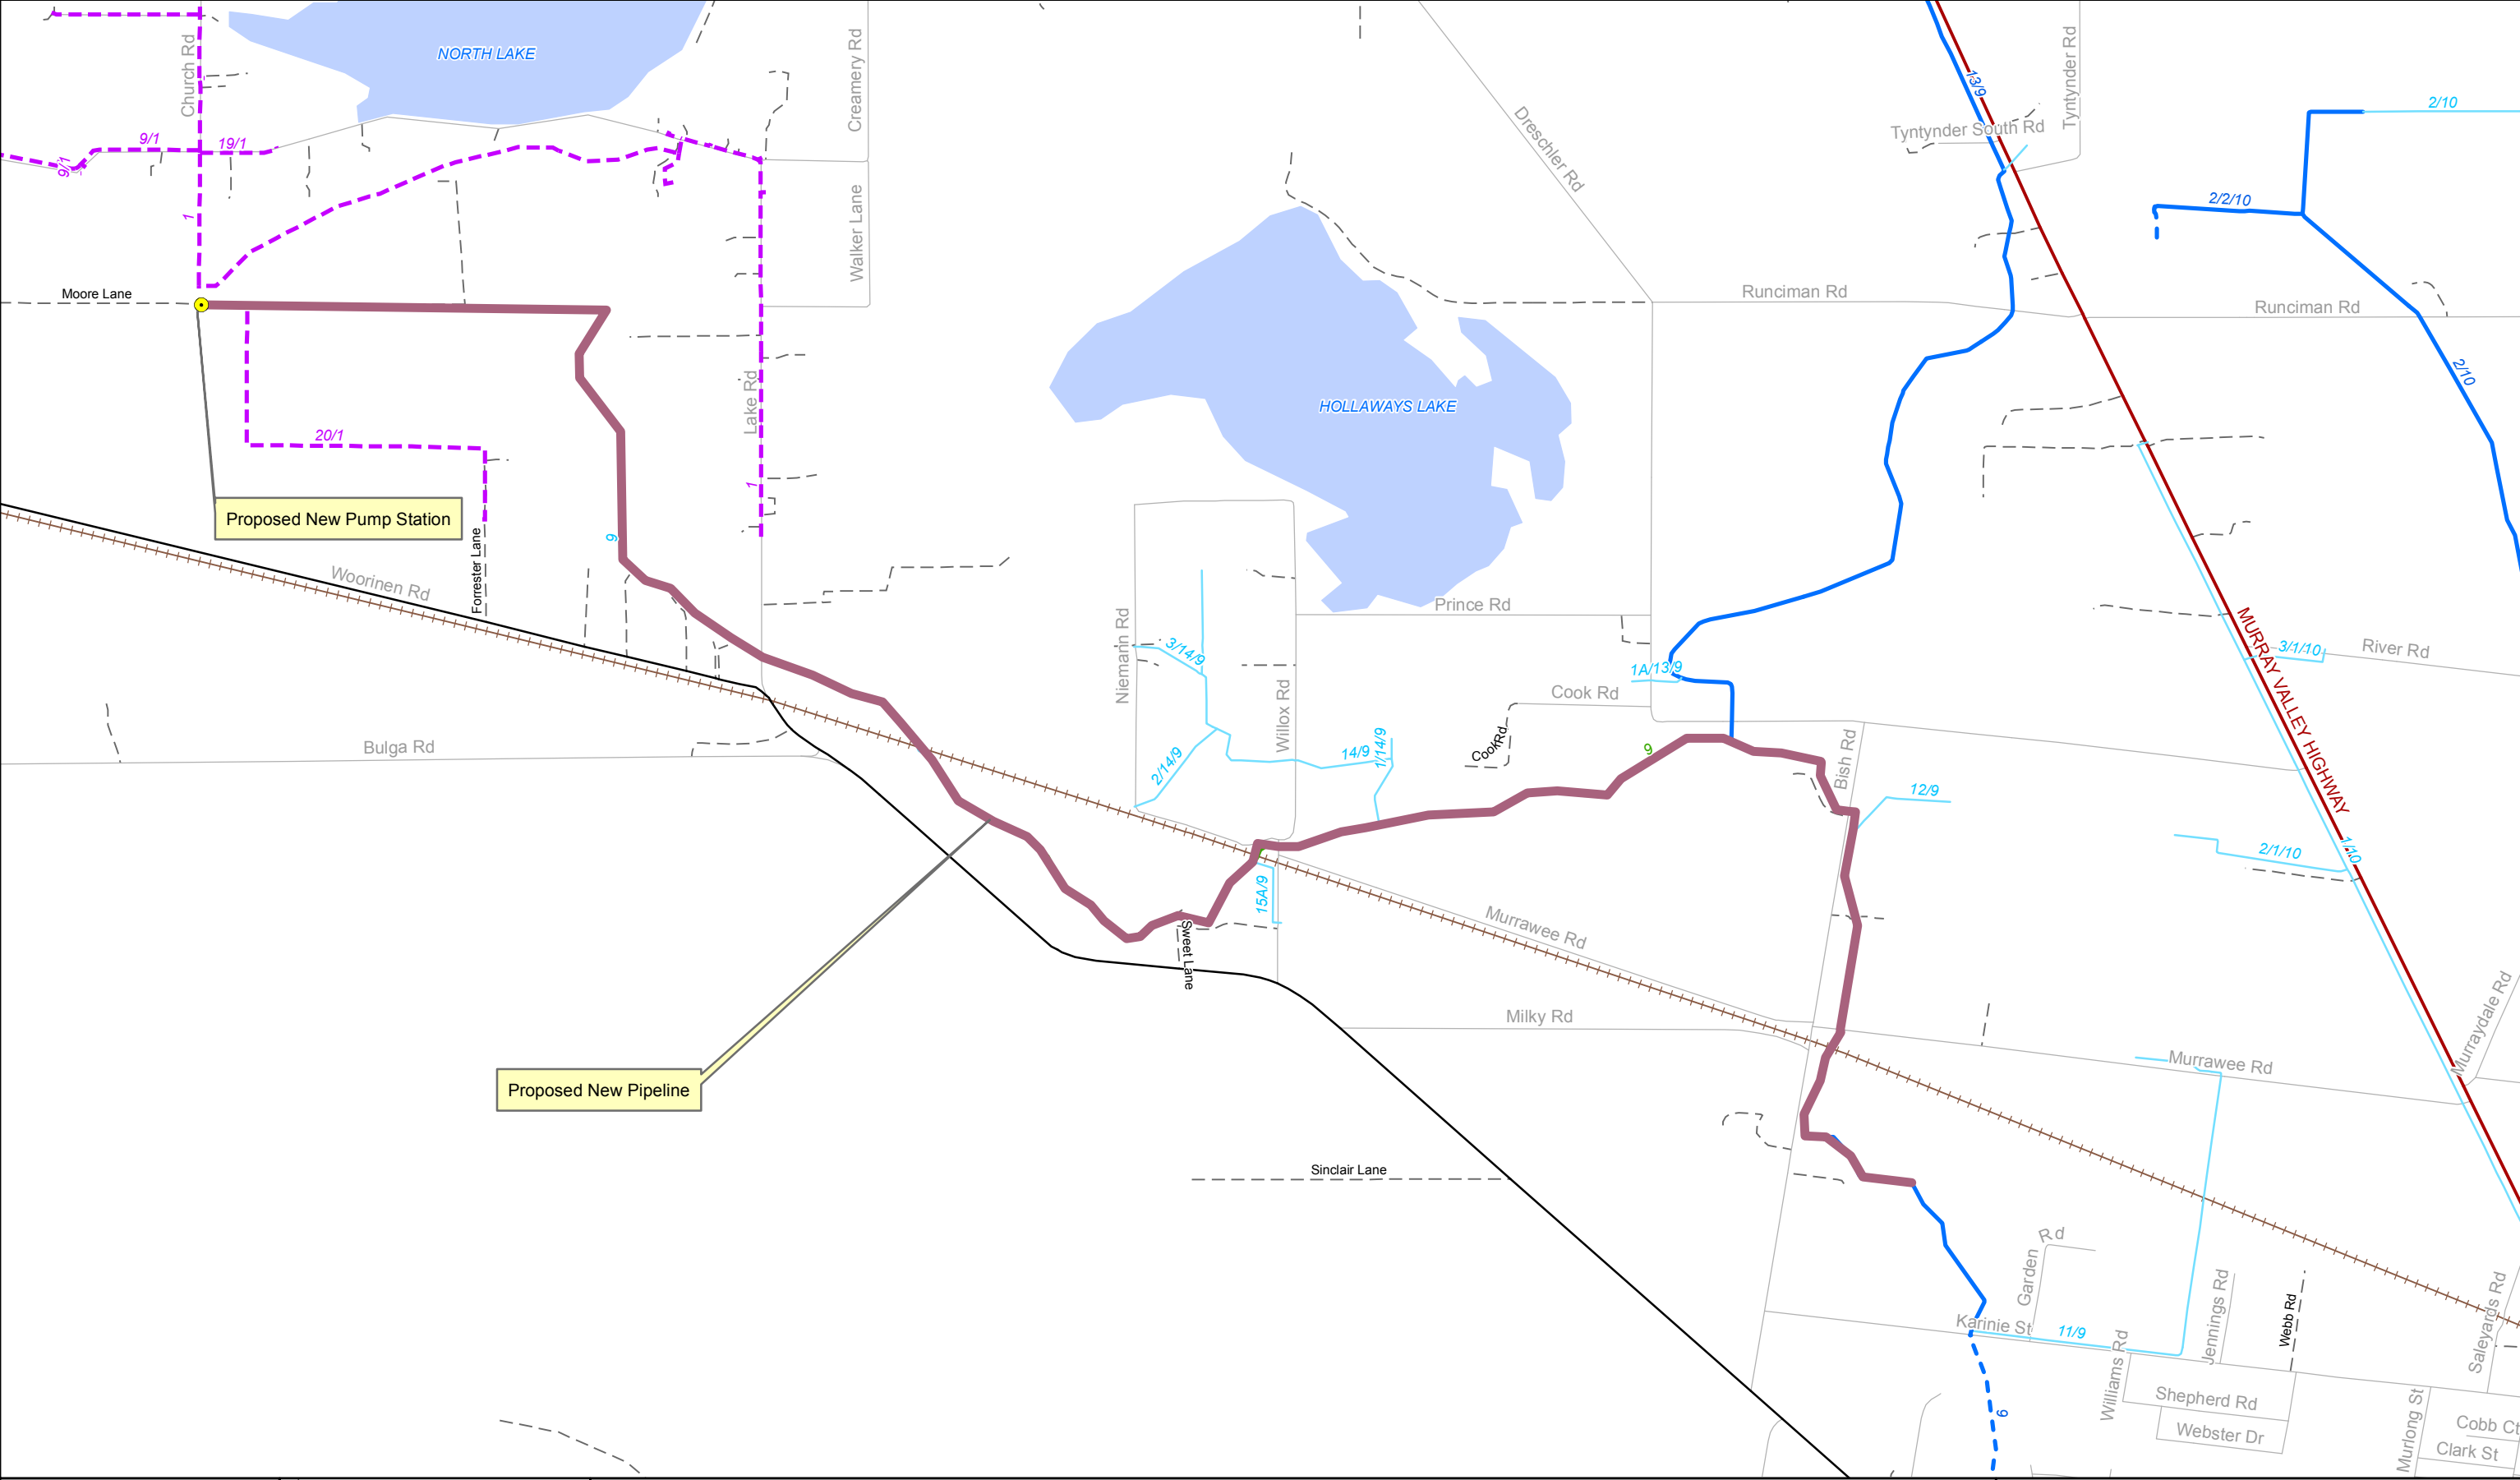 NORTH LAKE
Church Rd
Creamery Rd
13/9
Tyntynder Rd
2/10
Tyntynder South Rd
Dreschler Rd
9/1
19/1
9/1
1
Walker Lane
2/2/10
Moore Lane
Runciman Rd
Runciman Rd
2/10
Lake Rd
HOLLAWAYS LAKE
20/1
1
Proposed New Pump Station
9
Forrester Lane
Woorinen Rd
Niemann Rd
Prince Rd
3/14/9
1A/13/9
MURRAY VALLEY HIGHWAY
3/1/10
River Rd
Cook Rd
Willox Rd
Bulga Rd
2/14/9
14/9
1/14/9
CookRd
9
Bish Rd
12/9
2/1/10
1/10
15A/9
Murrawee Rd
Sweet Lane
Milky Rd
Murraydale Rd
Murrawee Rd
Proposed New Pipeline
Sinclair Lane
Garden Rd
Karinie St
11/9
Jennings Rd
Webb Rd
Saleyards Rd
Williams Rd
Shepherd Rd
9
Webster Dr
Murlong St
Cobb Ct
Clark St